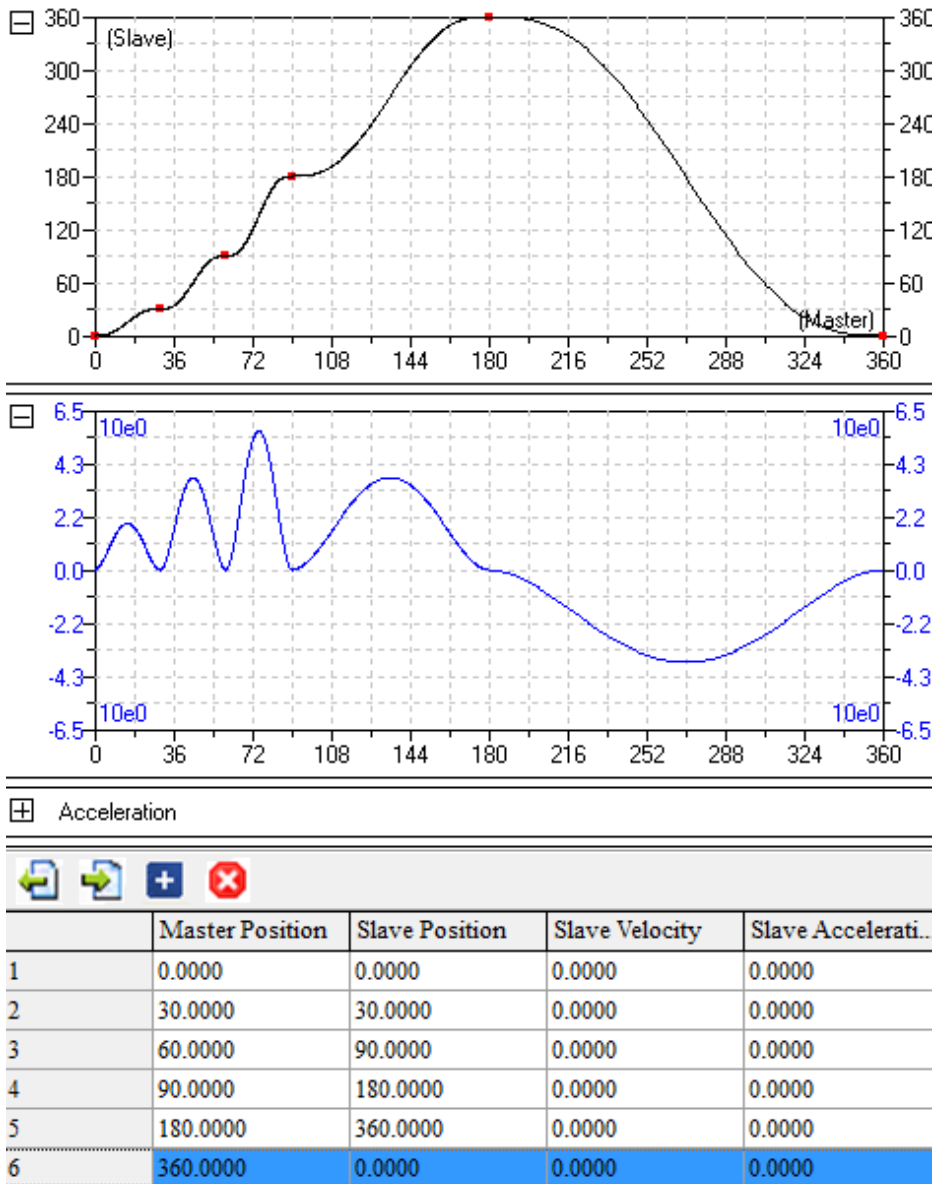 360 360
(Slave)
300 300
240 240
180 180
120 120
60 60
(Master)
0 0
0 36 72 108 144 180 216 252 288 324 360
6.5 6.5
10e0 10e0
4.3 4.3
2.2 2.2
0.0 0.0
-2.2 -2.2
-4.3 -4.3
10e0 10e0
-6.5 -6.5
0 36 72 108 144 180 216 252 288 324 360
Acceleration
Master Position Slave Position Slave Velocity Slave Accelerati...
1 0.0000 0.0000 0.0000 0.0000
2 30.0000 30.0000 0.0000 0.0000
3 60.0000 90.0000 0.0000 0.0000
4 90.0000 180.0000 0.0000 0.0000
5 180.0000 360.0000 0.0000 0.0000
6 360.0000 0.0000 0.0000 0.0000